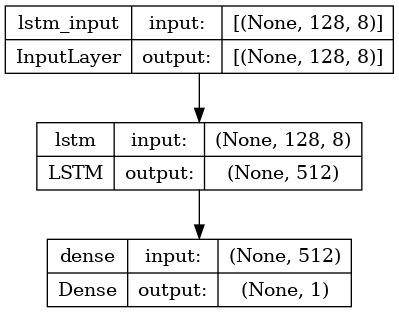 lstm_input input: [(None, 128, 8)]
InputLayer output: [(None, 128, 8)]
lstm input: (None, 128, 8)
LSTM output: (None, 512)
dense input: (None, 512)
Dense output: (None, 1)